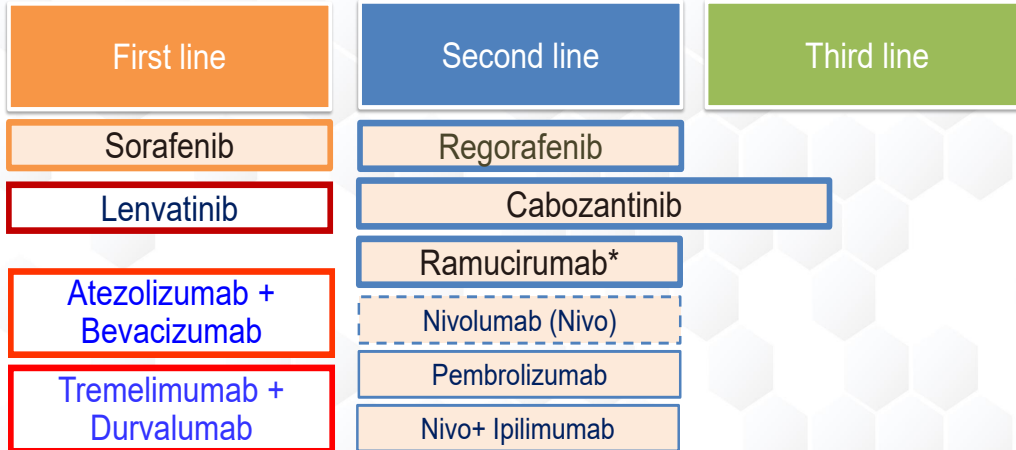 First line
Second line
Third line
Sorafenib
Regorafenib
Lenvatinib
Cabozantinib
Ramucirumab*
Atezolizumab +
Bevacizumab
Nivolumab (Nivo)
Pembrolizumab
Tremelimumab +
Durvalumab
Nivo+ Ipilimumab